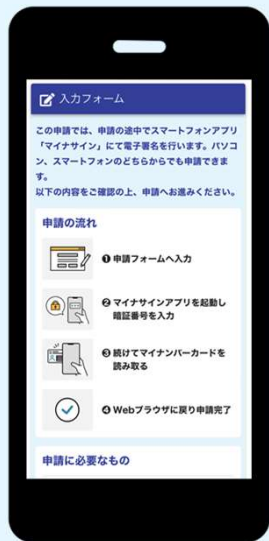 入力フォーム
この申請では、申請の途中でスマートフォンアプリ
「マイナサイン」にて電子署名を行います。パソコ
ン、スマートフォンのどちらからでも申請できま
す。
以下の内容をご確認の上、申請へお進みください。
申請の流れ
❶ 申請フォームへ入力
❷ マイナサインアプリを起動し
暗証番号を入力
❸ 続けてマイナンバーカードを
読み取る
❹ Webブラウザに戻り申請完了
申請に必要なもの